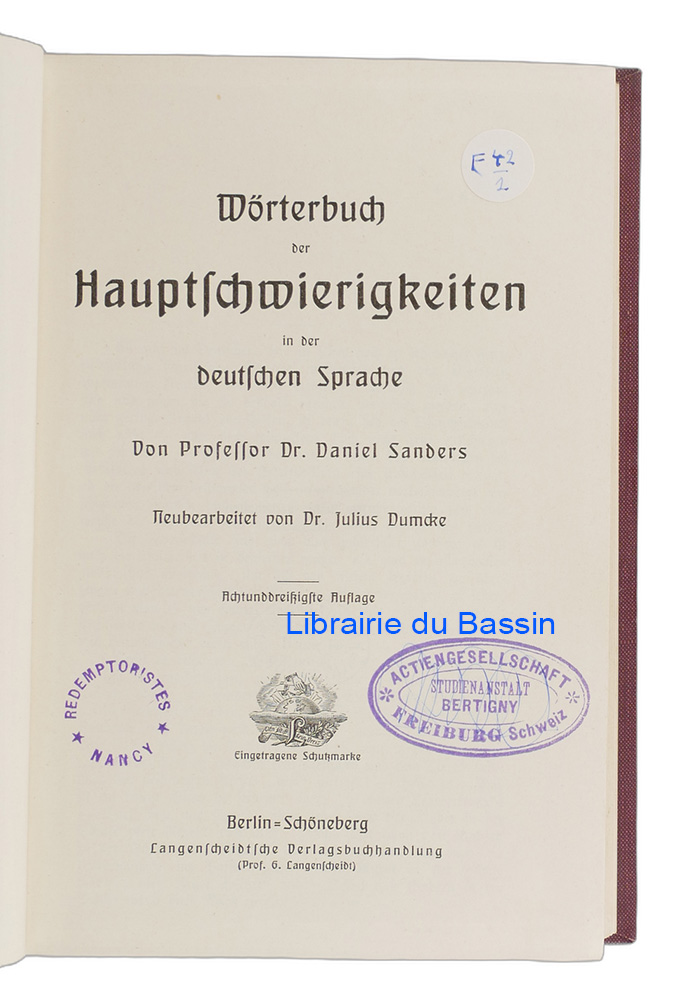 E 42
1
Wörterbuch
der
Hauptſchwierigkeiten
in der
deutſchen Sprache
Von Profeſſor Dr. Daniel Sanders
Neubearbeitet von Dr. Julius Dumcke
Achtunddreißigſte Auflage
Librairie du Bassin
REDEMPTORISTES
NANCY
ACTIENGESELLSCHAFT
STUDIENANSTALT
BERTIGNY
FREIBURG Schweiz
Eingetragene Schutzmarke
Berlin=Schöneberg
Langenſcheidtſche Verlagsbuchhandlung
(Prof. G. Langenſcheidt)